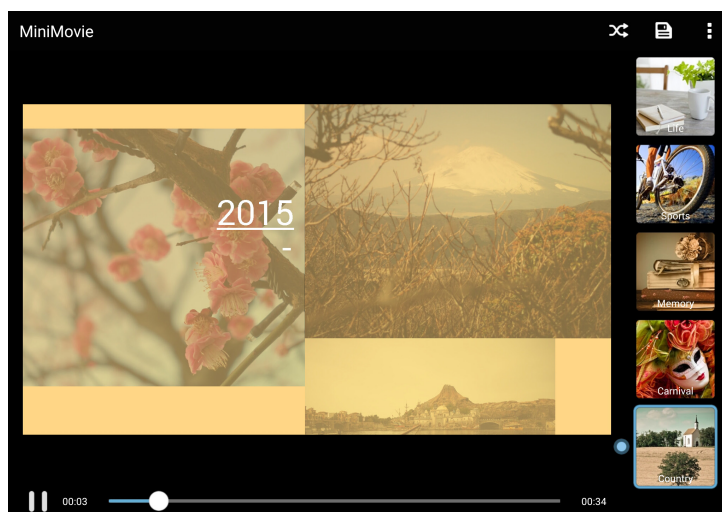 MiniMovie
Life
2015
-
Sports
Memory
Carnival
Country
00:03
00:34